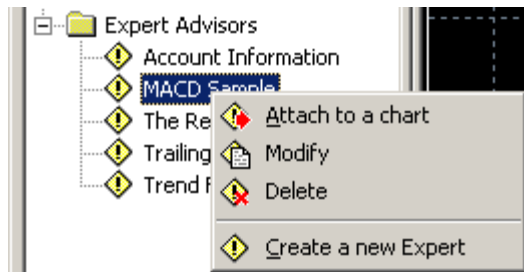 Expert Advisors
Account Information
MACD Sample
The Re
Trailing
Trend
Attach to a chart
Modify
Delete
Create a new Expert